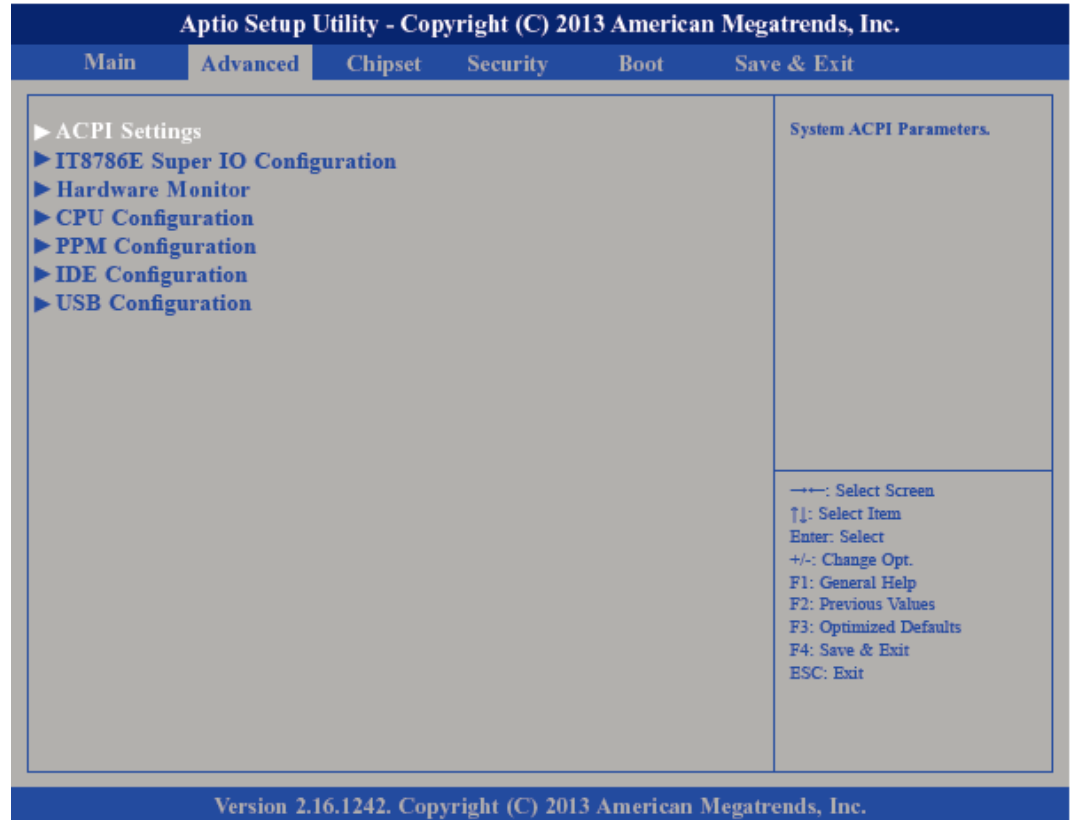 Aptio Setup Utility - Copyright (C) 2013 American Megatrends, Inc.
Main Advanced Chipset Security Boot Save & Exit
▶ ACPI Settings
▶ IT8786E Super IO Configuration
▶ Hardware Monitor
▶ CPU Configuration
▶ PPM Configuration
▶ IDE Configuration
▶ USB Configuration
System ACPI Parameters.
→←: Select Screen
↑↓: Select Item
Enter: Select
+/-: Change Opt.
F1: General Help
F2: Previous Values
F3: Optimized Defaults
F4: Save & Exit
ESC: Exit
Version 2.16.1242. Copyright (C) 2013 American Megatrends, Inc.